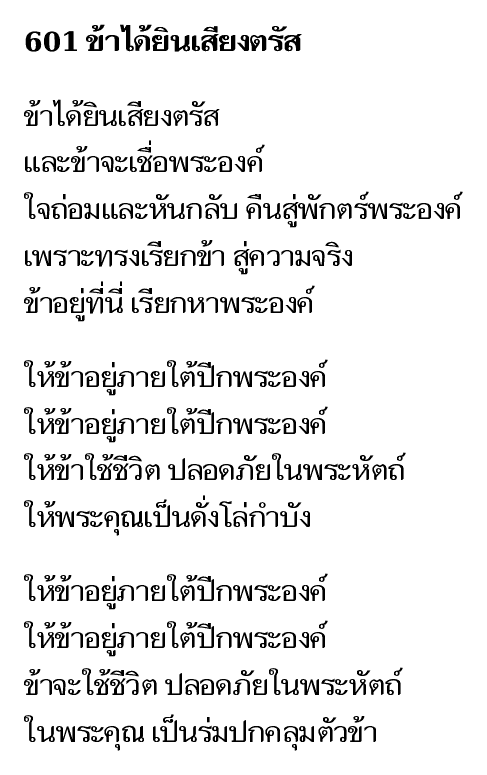 601 ข้าได้ยินเสียงตรัส
ข้าได้ยินเสียงตรัส
และข้าจะเชื่อพระองค์
ใจถ่อมและหันกลับ คืนสู่พักตร์พระองค์
เพราะทรงเรียกข้า สู่ความจริง
ข้าอยู่ที่นี่ เรียกหาพระองค์
ให้ข้าอยู่ภายใต้ปีกพระองค์
ให้ข้าอยู่ภายใต้ปีกพระองค์
ให้ข้าใช้ชีวิต ปลอดภัยในพระหัตถ์
ให้พระคุณเป็นดั่งโล่กำบัง
ให้ข้าอยู่ภายใต้ปีกพระองค์
ให้ข้าอยู่ภายใต้ปีกพระองค์
ข้าจะใช้ชีวิต ปลอดภัยในพระหัตถ์
ในพระคุณ เป็นร่มปกคลุมตัวข้า